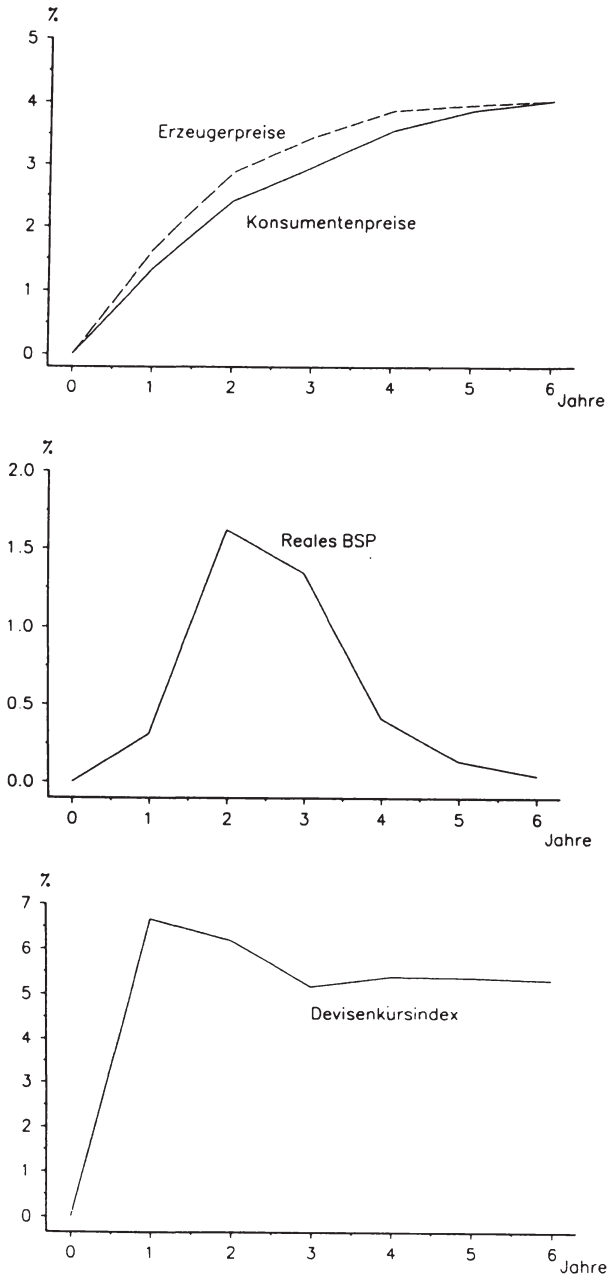 %
5
4
3
2
1
0
Erzeugerpreise
Konsumentenpreise
0 1 2 3 4 5 6
Jahre
%
2.0
1.5
1.0
0.5
0.0
Reales BSP
0 1 2 3 4 5 6
Jahre
%
7
6
5
4
3
2
1
0
Devisenkursindex
0 1 2 3 4 5 6
Jahre